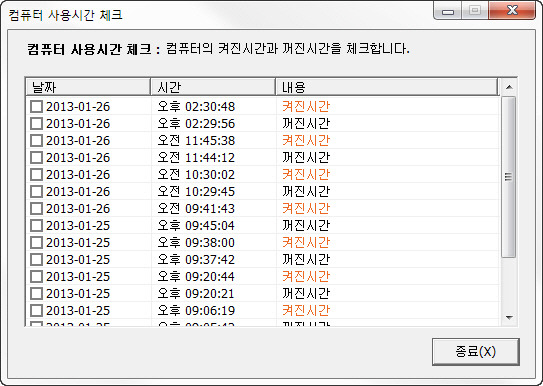 컴퓨터 사용시간 체크
컴퓨터 사용시간 체크 : 컴퓨터의 켜진시간과 꺼진시간을 체크합니다.
날짜 시간 내용
2013-01-26 오후 02:30:48 켜진시간
2013-01-26 오후 02:29:56 꺼진시간
2013-01-26 오전 11:45:38 켜진시간
2013-01-26 오전 11:44:12 꺼진시간
2013-01-26 오전 10:30:02 켜진시간
2013-01-26 오전 10:29:45 꺼진시간
2013-01-26 오전 09:41:43 켜진시간
2013-01-25 오후 09:45:04 꺼진시간
2013-01-25 오후 09:38:00 켜진시간
2013-01-25 오후 09:37:42 꺼진시간
2013-01-25 오후 09:20:44 켜진시간
2013-01-25 오후 09:20:21 꺼진시간
2013-01-25 오후 09:06:19 켜진시간
2013-01-25 오후 꺼진시간
종료(X)